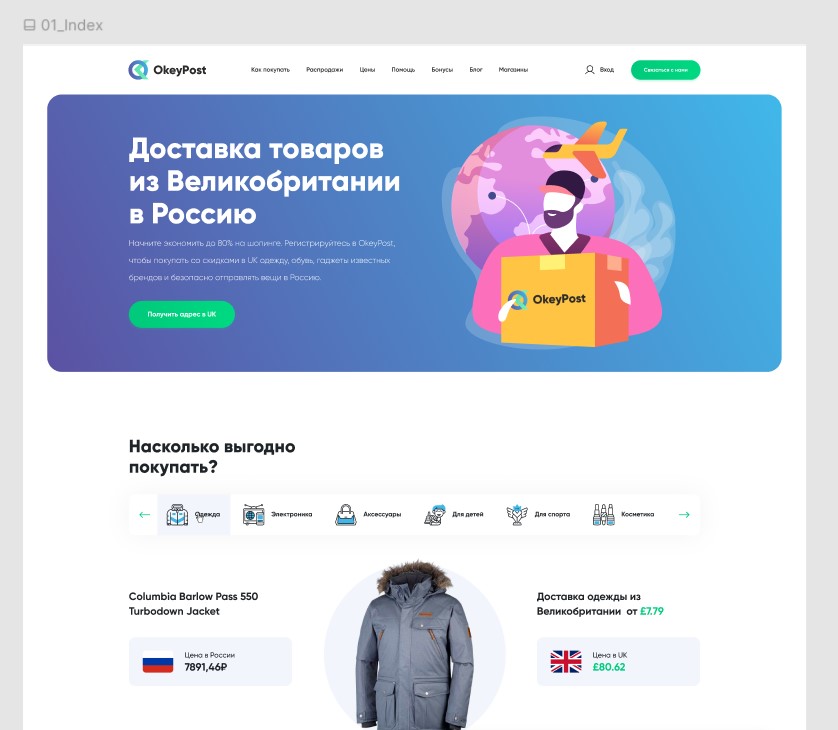 01_Index
OkeyPost
Как покупать Распродажи Цены Помощь Бонусы Блог Магазины
Вход
Связаться с нами
Доставка товаров
из Великобритании
в Россию
Начните экономить до 80% на шопинге. Регистрируйтесь в OkeyPost,
чтобы покупать со скидками в UK одежду, обувь, гаджеты известных
брендов и безопасно отправлять вещи в Россию.
Получить адрес в UK
OkeyPost
Насколько выгодно
покупать?
Одежда Электроника Аксессуары Для детей Для спорта Косметика
Columbia Barlow Pass 550
Turbodown Jacket
Цена в России
7891,46₽
Доставка одежды из
Великобритании от £7.79
Цена в UK
£80.62